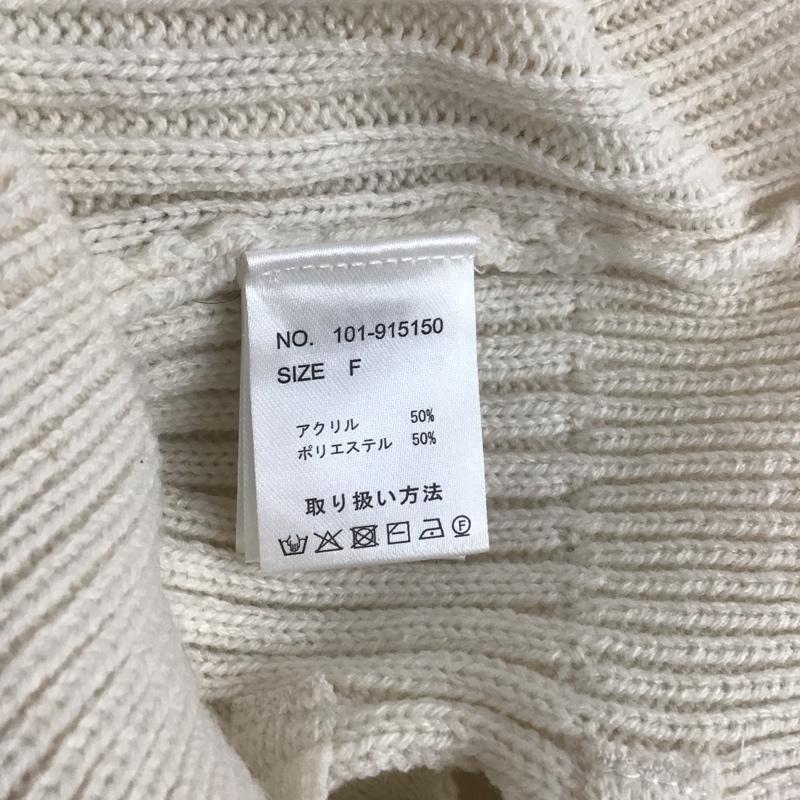 NO. 101-915150
SIZE F
アクリル 50%
ポリエステル 50%
取り扱い方法
F